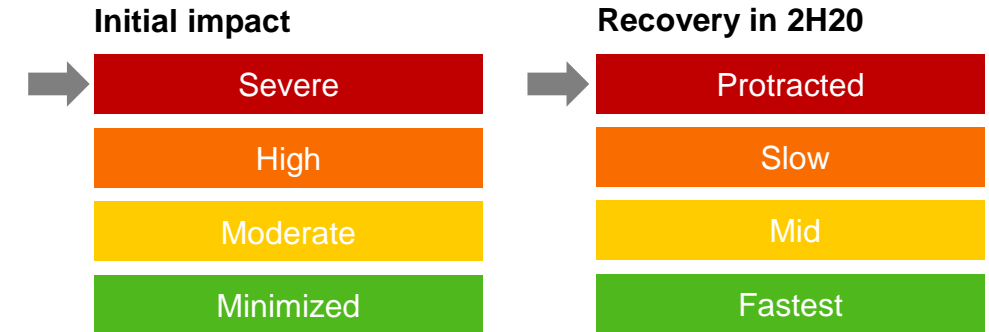 Initial impact
Severe
High
Moderate
Minimized
Recovery in 2H20
Protracted
Slow
Mid
Fastest